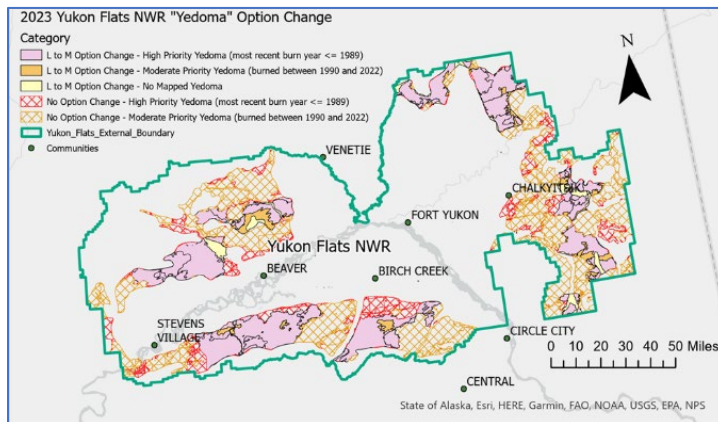 2023 Yukon Flats NWR "Yedoma" Option Change
Category
L to M Option Change - High Priority Yedoma (most recent burn year <= 1989)
L to M Option Change - Moderate Priority Yedoma (burned between 1990 and 2022)
L to M Option Change - No Mapped Yedoma
No Option Change - High Priority Yedoma (most recent burn year <= 1989)
No Option Change - Moderate Priority Yedoma (burned between 1990 and 2022)
Yukon_Flats_External_Boundary
Communities
N
VENETIE
CHALKYITSIK
FORT YUKON
Yukon Flats NWR
BEAVER
BIRCH CREEK
STEVENS
VILLAGE
CIRCLE CITY
0 5 10 20 30 40 50 Miles
CENTRAL
State of Alaska, Esri, HERE, Garmin, FAO, NOAA, USGS, EPA, NPS